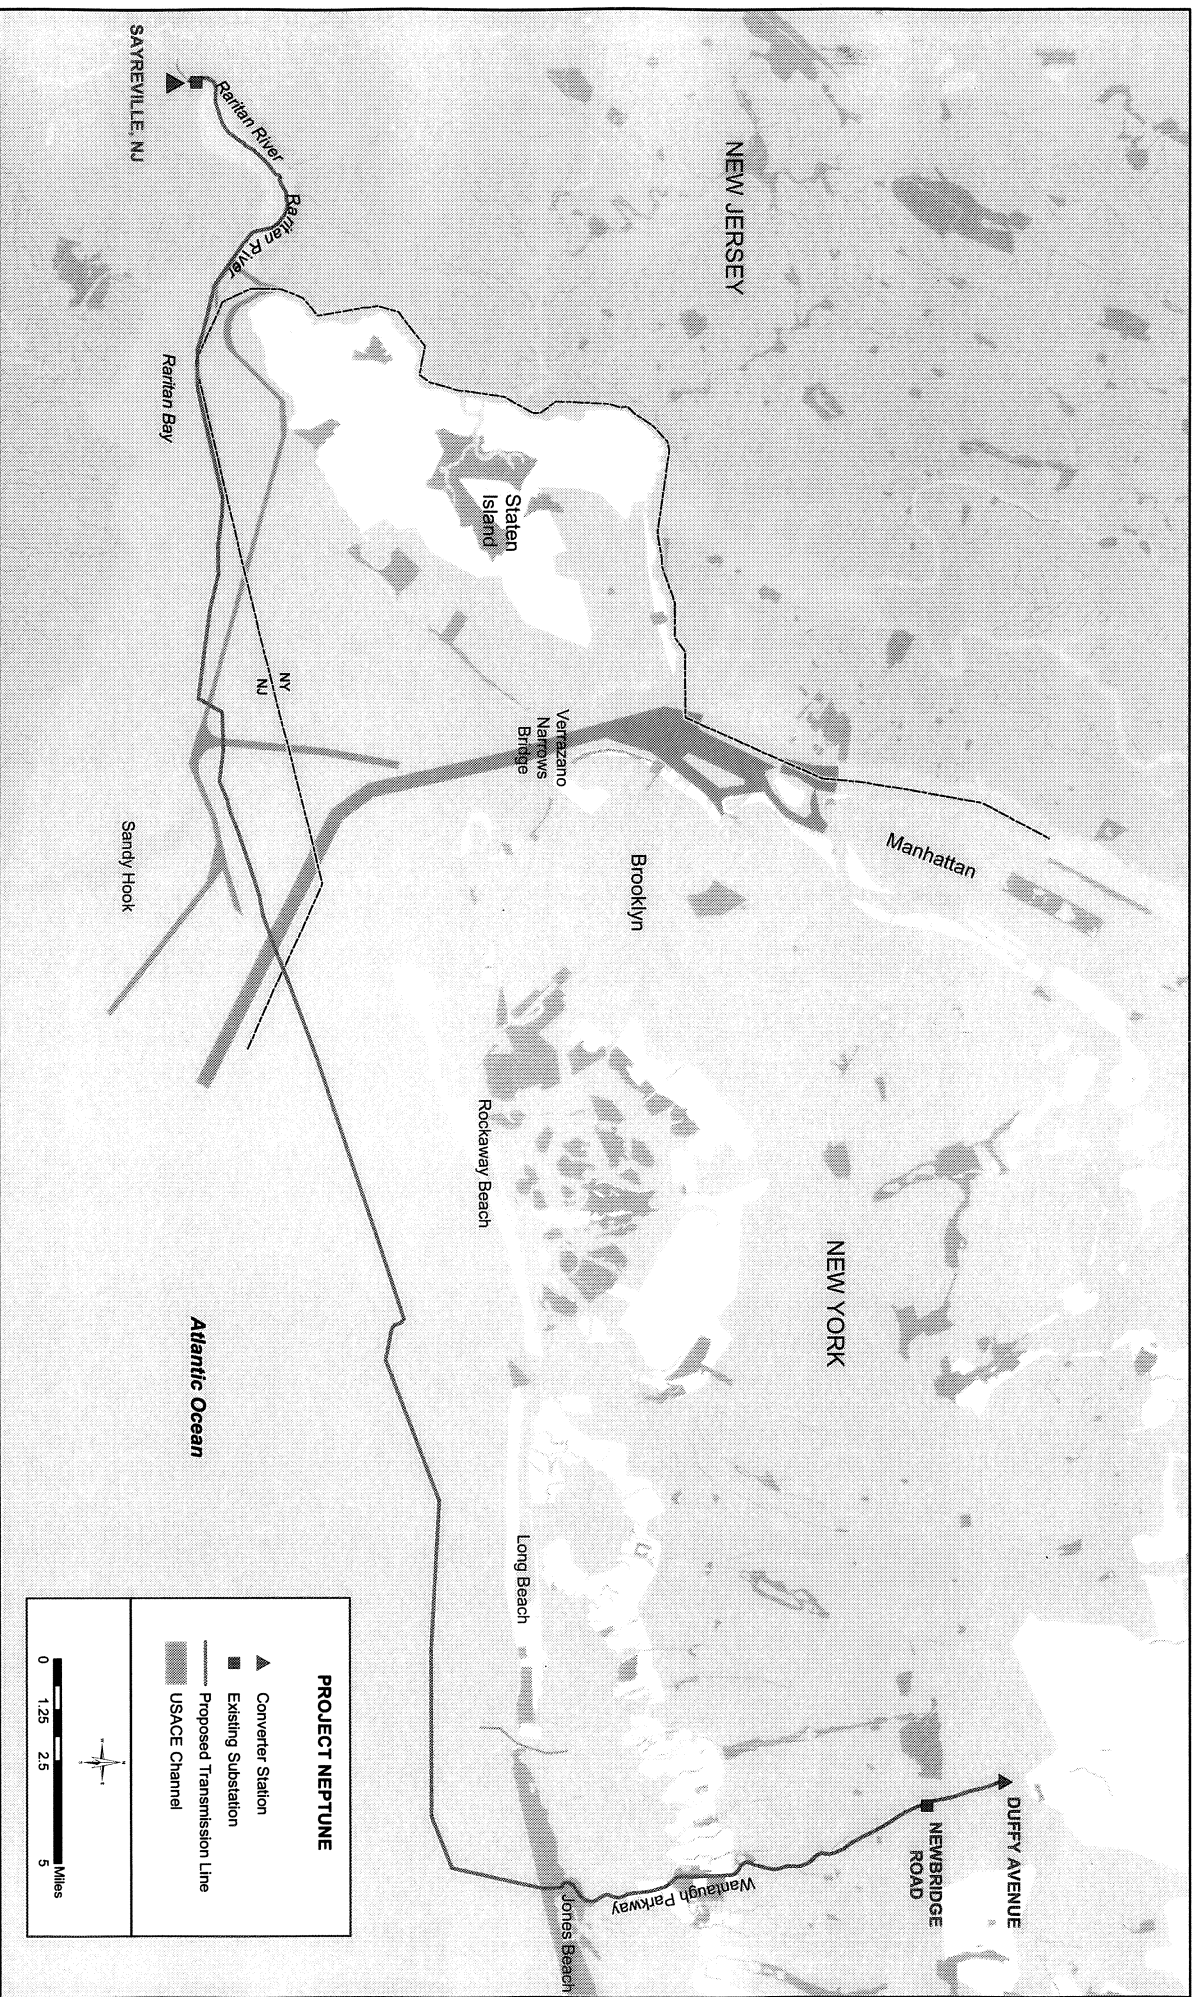 NEW JERSEY
SAYREVILLE, NJ
Raritan River
Raritan River
Raritan Bay
Staten
Island
NY
NJ
Verrazano
Narrows
Bridge
Manhattan
Brooklyn
Sandy Hook
Rockaway Beach
NEW YORK
Atlantic Ocean
Long Beach
DUFFY AVENUE
NEWBRIDGE
ROAD
Wantaugh Parkway
Jones Beach
PROJECT NEPTUNE
Converter Station
Existing Substation
Proposed Transmission Line
USACE Channel
0 1.25 2.5 5
Miles